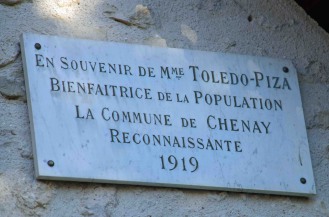 EN SOUVENIR DE MME TOLEDO-PIZA
BIENFAITRICE DE LA POPULATION
LA COMMUNE DE CHENAY
RECONNAISSANTE
1919